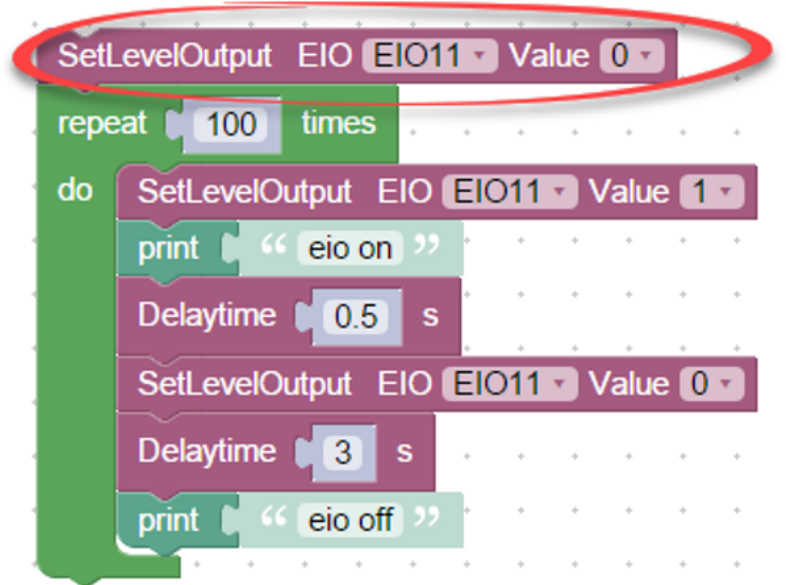 SetLevelOutput EIO EIO11 Value 0
repeat 100 times
do SetLevelOutput EIO EIO11 Value 1
print “ eio on ”
Delaytime 0.5 s
SetLevelOutput EIO EIO11 Value 0
Delaytime 3 s
print “ eio off ”